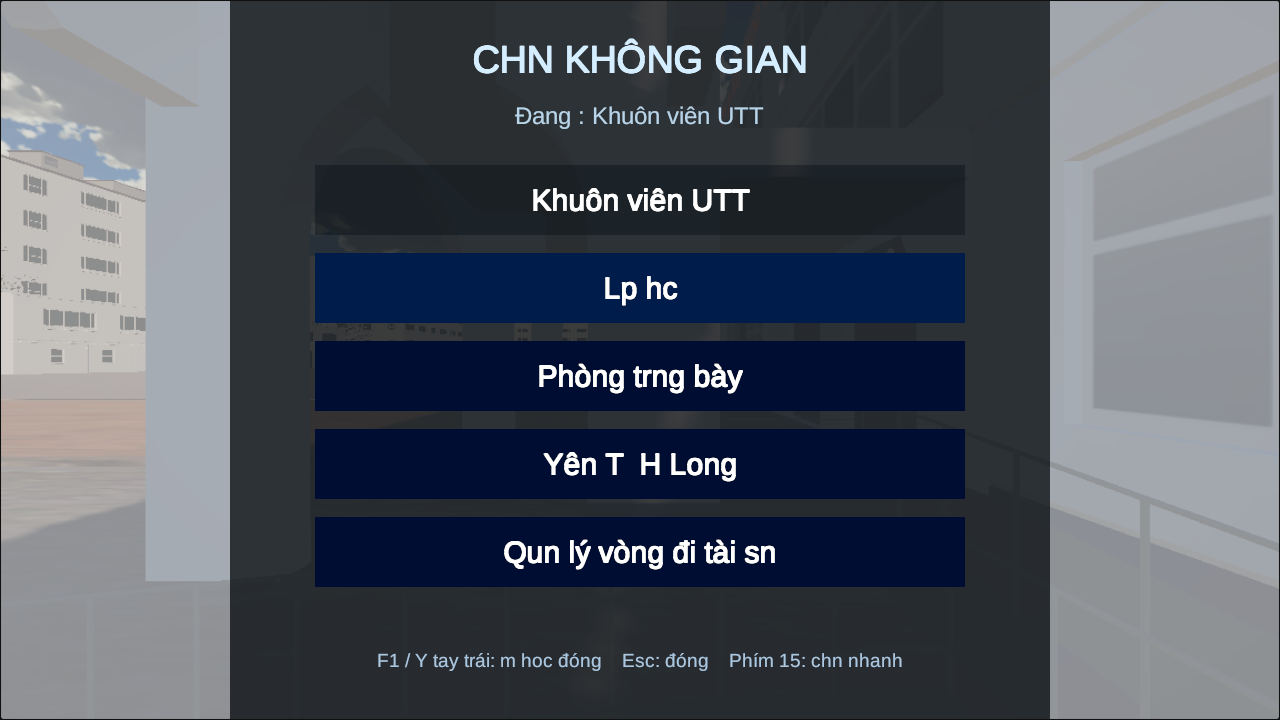 CHN KHÔNG GIAN
Đang : Khuôn viên UTT
Khuôn viên UTT
Lp hc
Phòng trng bày
Yên T  H Long
Qun lý vòng đi tài sn
F1 / Y tay trái: m hoc đóng    Esc: đóng    Phím 15: chn nhanh